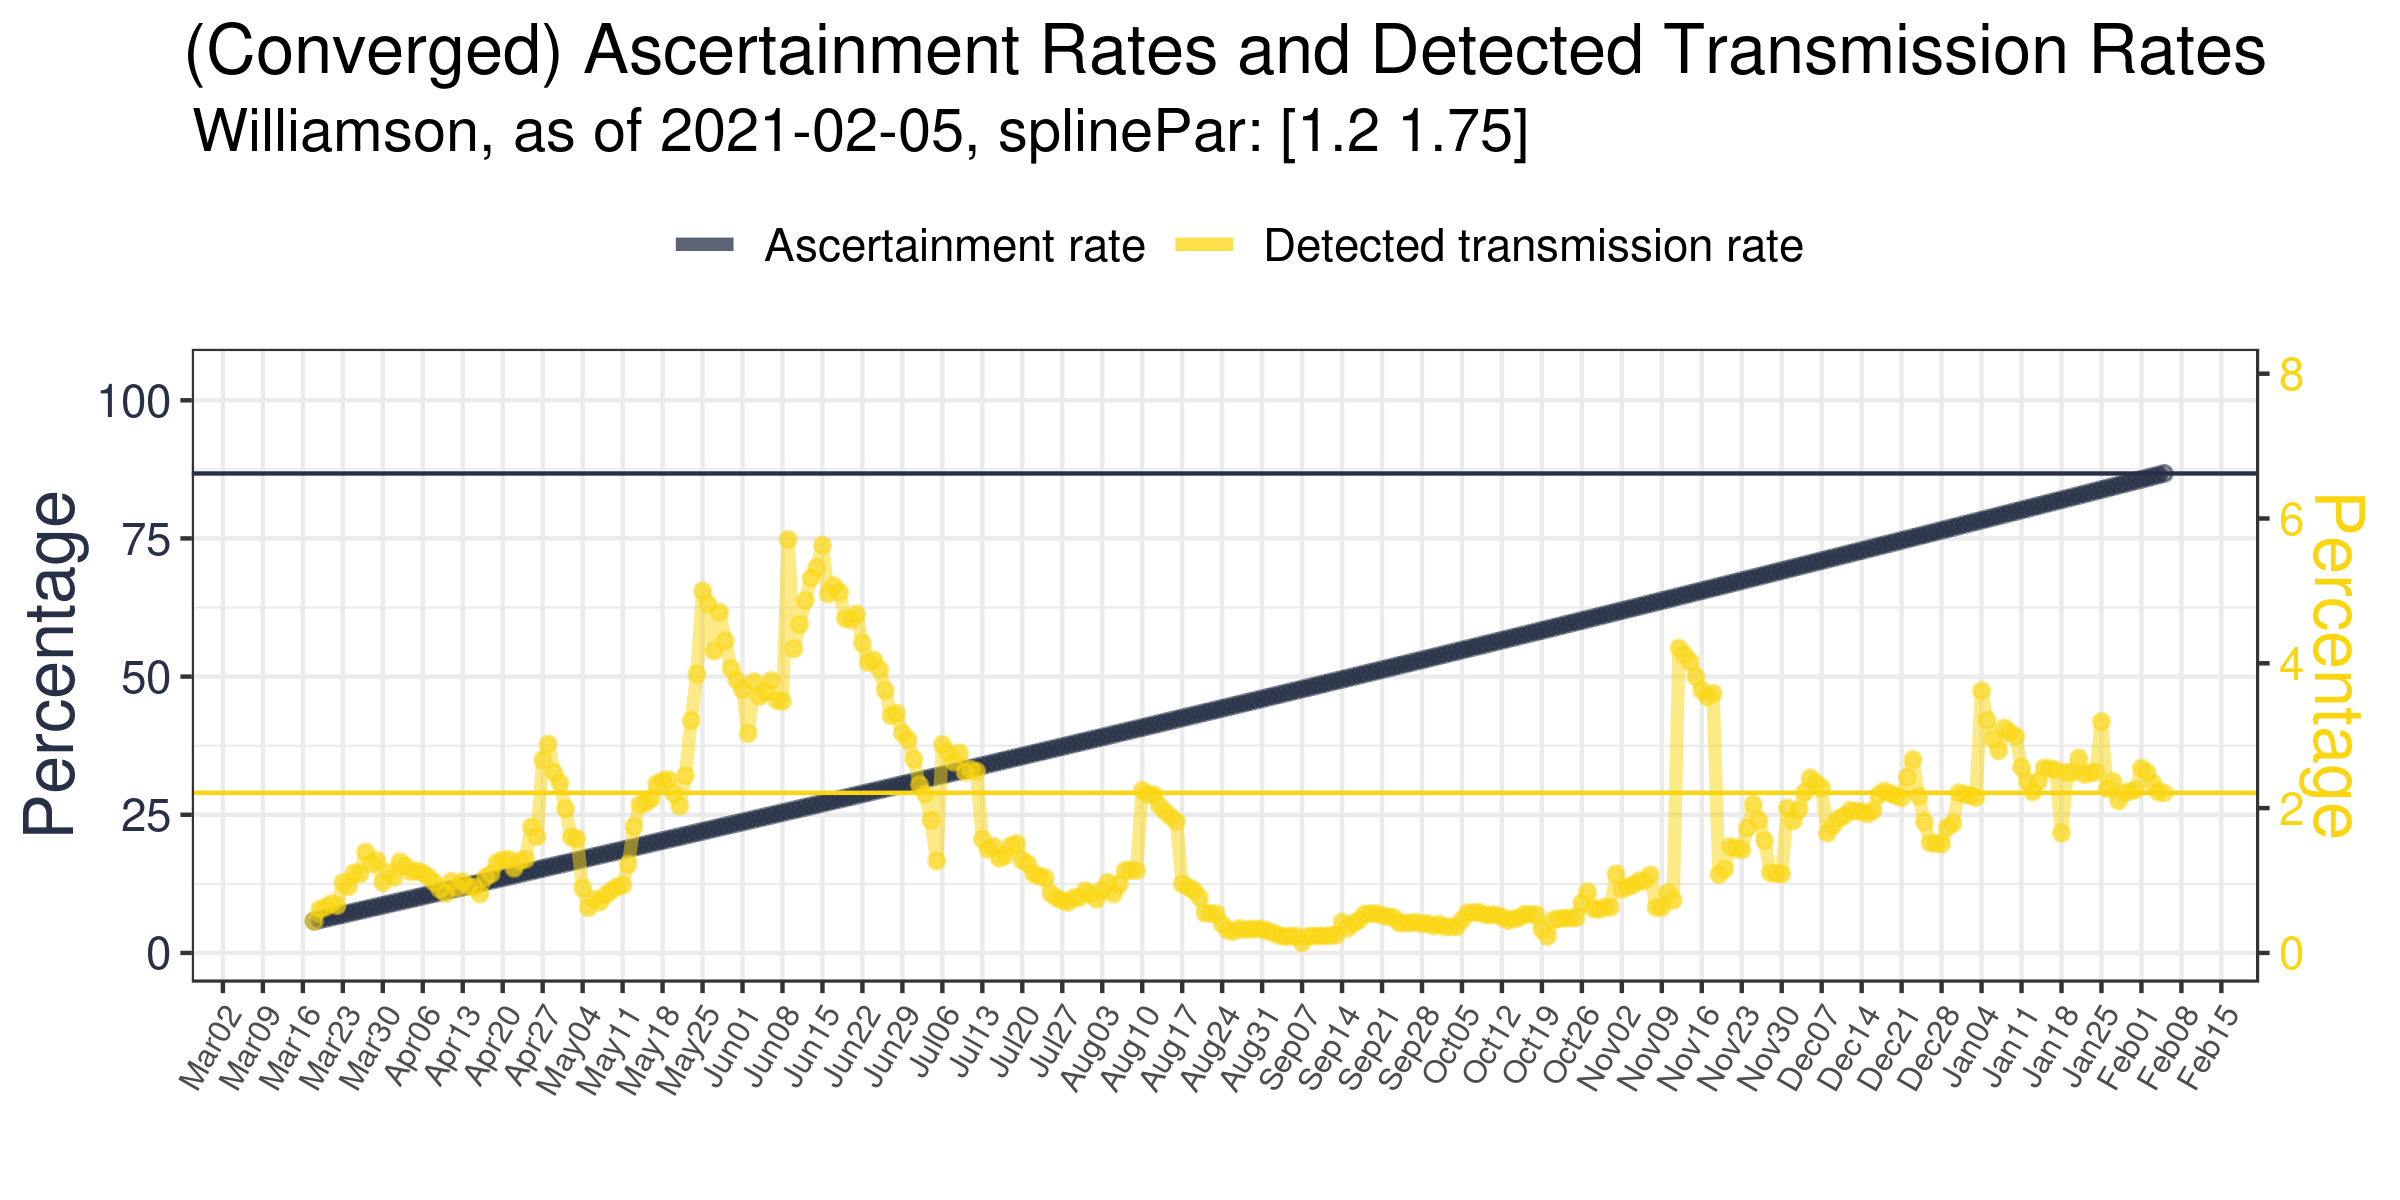 (Converged) Ascertainment Rates and Detected Transmission Rates
Williamson, as of 2021-02-05, splinePar: [1.2 1.75]
Ascertainment rate
Detected transmission rate
Percentage
100
75
50
25
0
8
6
4
2
0
Percentage
Mar02
Mar09
Mar16
Mar23
Mar30
Apr06
Apr13
Apr20
Apr27
May04
May11
May18
May25
Jun01
Jun08
Jun15
Jun22
Jun29
Jul06
Jul13
Jul20
Jul27
Aug03
Aug10
Aug17
Aug24
Aug31
Sep07
Sep14
Sep21
Sep28
Oct05
Oct12
Oct19
Oct26
Nov02
Nov09
Nov16
Nov23
Nov30
Dec07
Dec14
Dec21
Dec28
Jan04
Jan11
Jan18
Jan25
Feb01
Feb08
Feb15